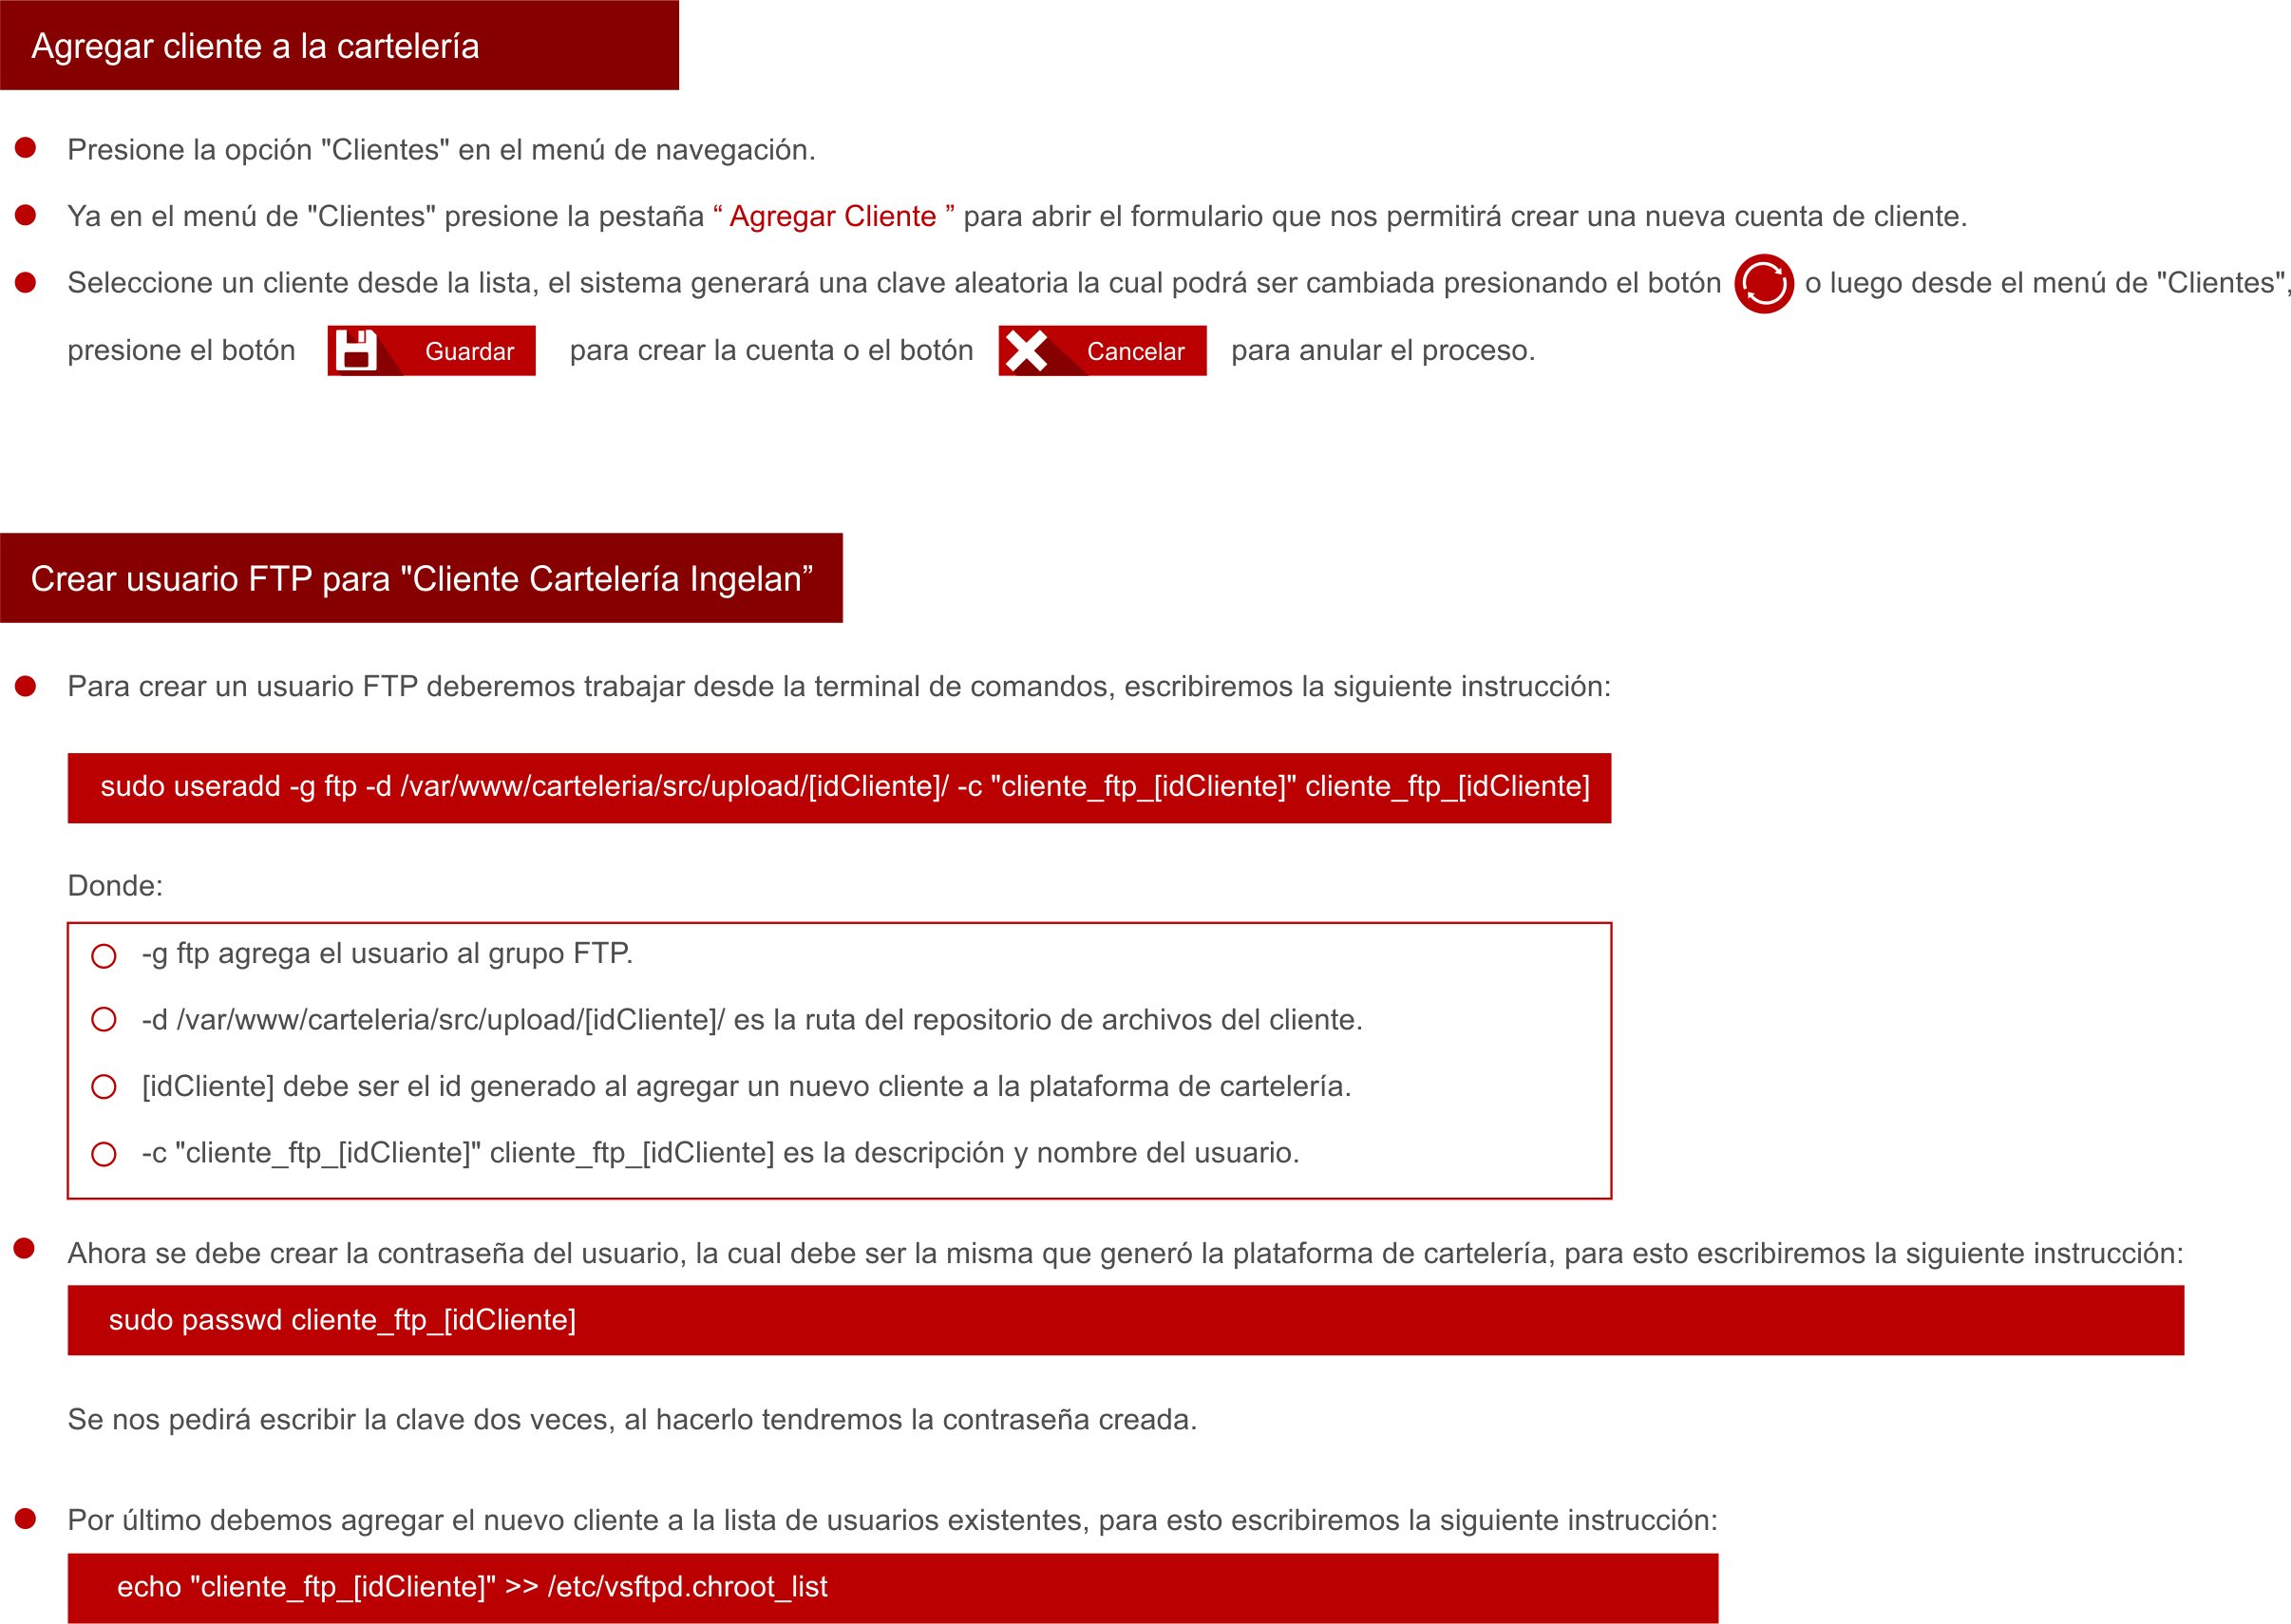 Agregar cliente a la cartelería
Presione la opción "Clientes" en el menú de navegación.
Ya en el menú de "Clientes" presione la pestaña “ Agregar Cliente ” para abrir el formulario que nos permitirá crear una nueva cuenta de cliente.
Seleccione un cliente desde la lista, el sistema generará una clave aleatoria la cual podrá ser cambiada presionando el botón o luego desde el menú de "Clientes",
presione el botón Guardar para crear la cuenta o el botón Cancelar para anular el proceso.
Crear usuario FTP para "Cliente Cartelería Ingelan”
Para crear un usuario FTP deberemos trabajar desde la terminal de comandos, escribiremos la siguiente instrucción:
sudo useradd -g ftp -d /var/www/carteleria/src/upload/[idCliente]/ -c "cliente_ftp_[idCliente]" cliente_ftp_[idCliente]
Donde:
-g ftp agrega el usuario al grupo FTP.
-d /var/www/carteleria/src/upload/[idCliente]/ es la ruta del repositorio de archivos del cliente.
[idCliente] debe ser el id generado al agregar un nuevo cliente a la plataforma de cartelería.
-c "cliente_ftp_[idCliente]" cliente_ftp_[idCliente] es la descripción y nombre del usuario.
Ahora se debe crear la contraseña del usuario, la cual debe ser la misma que generó la plataforma de cartelería, para esto escribiremos la siguiente instrucción:
sudo passwd cliente_ftp_[idCliente]
Se nos pedirá escribir la clave dos veces, al hacerlo tendremos la contraseña creada.
Por último debemos agregar el nuevo cliente a la lista de usuarios existentes, para esto escribiremos la siguiente instrucción:
echo "cliente_ftp_[idCliente]" >> /etc/vsftpd.chroot_list